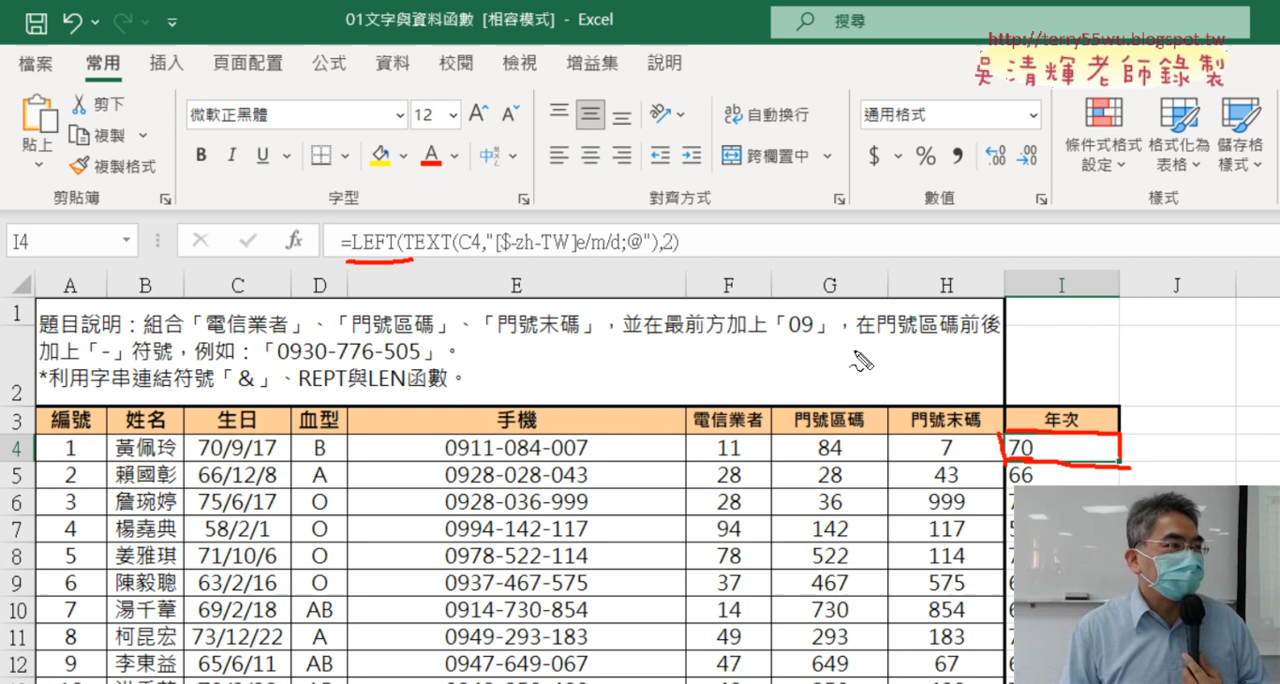 01文字與資料函數 [相容模式] - Excel
搜尋
http://terry55wu.blogspot.tw
吳清輝老師錄製
檔案 常用 插入 頁面配置 公式 資料 校閱 檢視 增益集 說明
貼上 剪下 複製 複製格式
微軟正黑體 12
B I U A
自動換行
跨欄置中
通用格式
$ % 9 .00 .00
條件式格式設定 格式化為表格 儲存格樣式
剪貼簿 字型 對齊方式 數值 樣式
I4 fx =LEFT(TEXT(C4,"[$-zh-TW]e/m/d;@"),2)
A B C D E F G H I J
1 題目說明：組合「電信業者」、「門號區碼」、「門號末碼」，並在最前方加上「09」，在門號區碼前後
加上「-」符號，例如：「0930-776-505」。
2 *利用字串連結符號「&」、REPT與LEN函數。
3 編號 姓名 生日 血型 手機 電信業者 門號區碼 門號末碼 年次
4 1 黃佩玲 70/9/17 B 0911-084-007 11 84 7 70
5 2 賴國彰 66/12/8 A 0928-028-043 28 28 43 66
6 3 詹琬婷 75/6/17 O 0928-036-999 28 36 999
7 4 楊堯典 58/2/1 O 0994-142-117 94 142 117
8 5 姜雅琪 71/10/6 O 0978-522-114 78 522 114
9 6 陳毅聰 63/2/16 O 0937-467-575 37 467 575
10 7 湯千葦 69/2/18 AB 0914-730-854 14 730 854
11 8 柯昆宏 73/12/22 A 0949-293-183 49 293 183
12 9 李東益 65/6/11 AB 0947-649-067 47 649 67